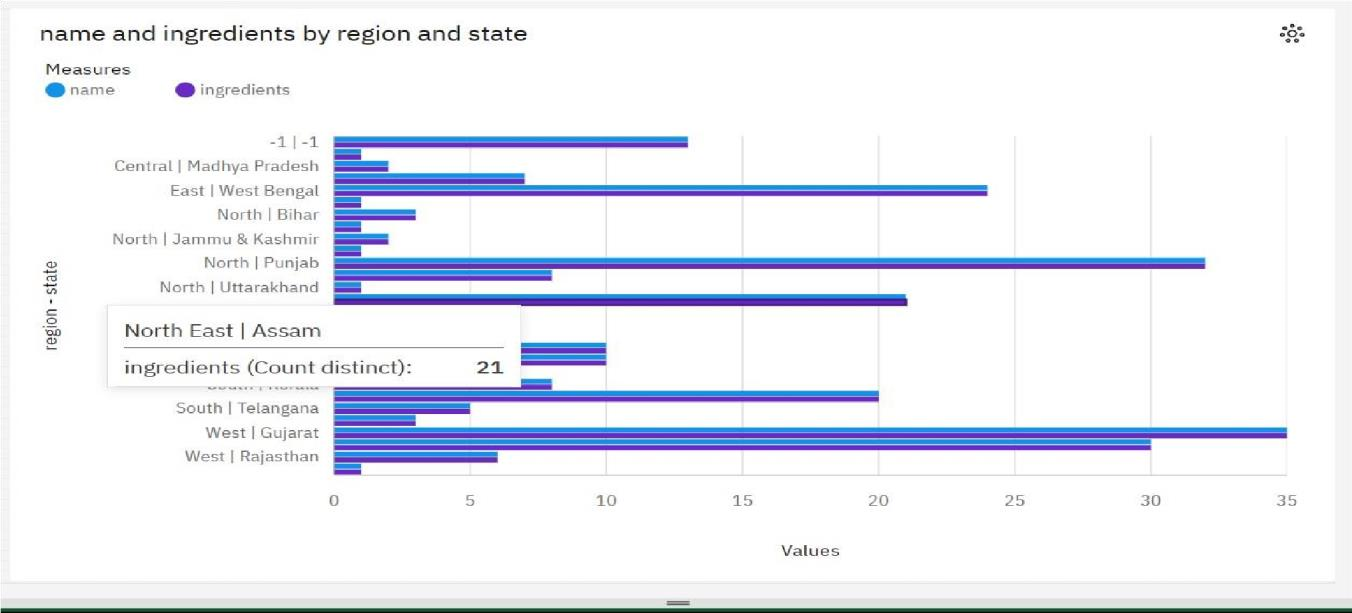 name and ingredients by region and state
Measures
name
ingredients
-1 | -1
Central | Madhya Pradesh
East | West Bengal
North | Bihar
North | Jammu & Kashmir
North | Punjab
North | Uttarakhand
North East | Assam
ingredients (Count distinct): 21
South | Telangana
West | Gujarat
West | Rajasthan
region - state
0 5 10 15 20 25 30 35
Values